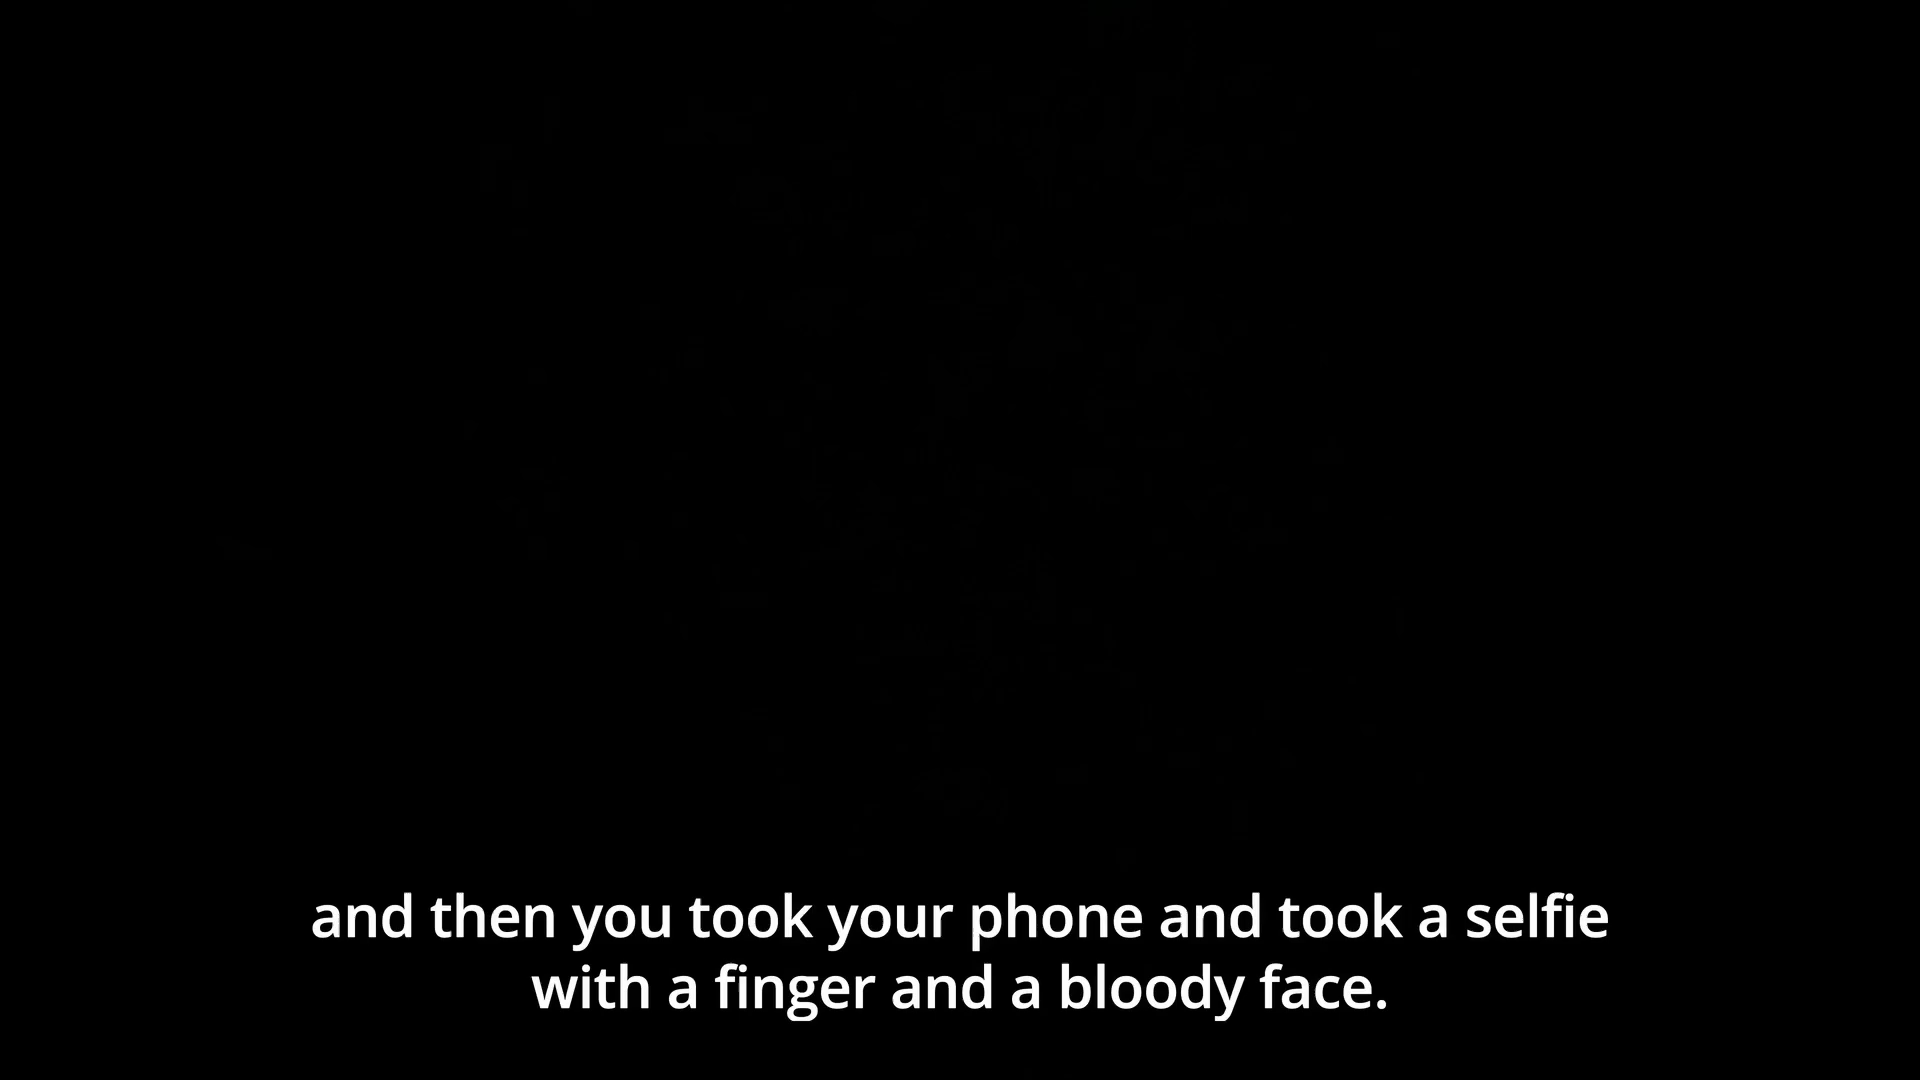 and then you took your phone and took a selfie
with a finger and a bloody face.